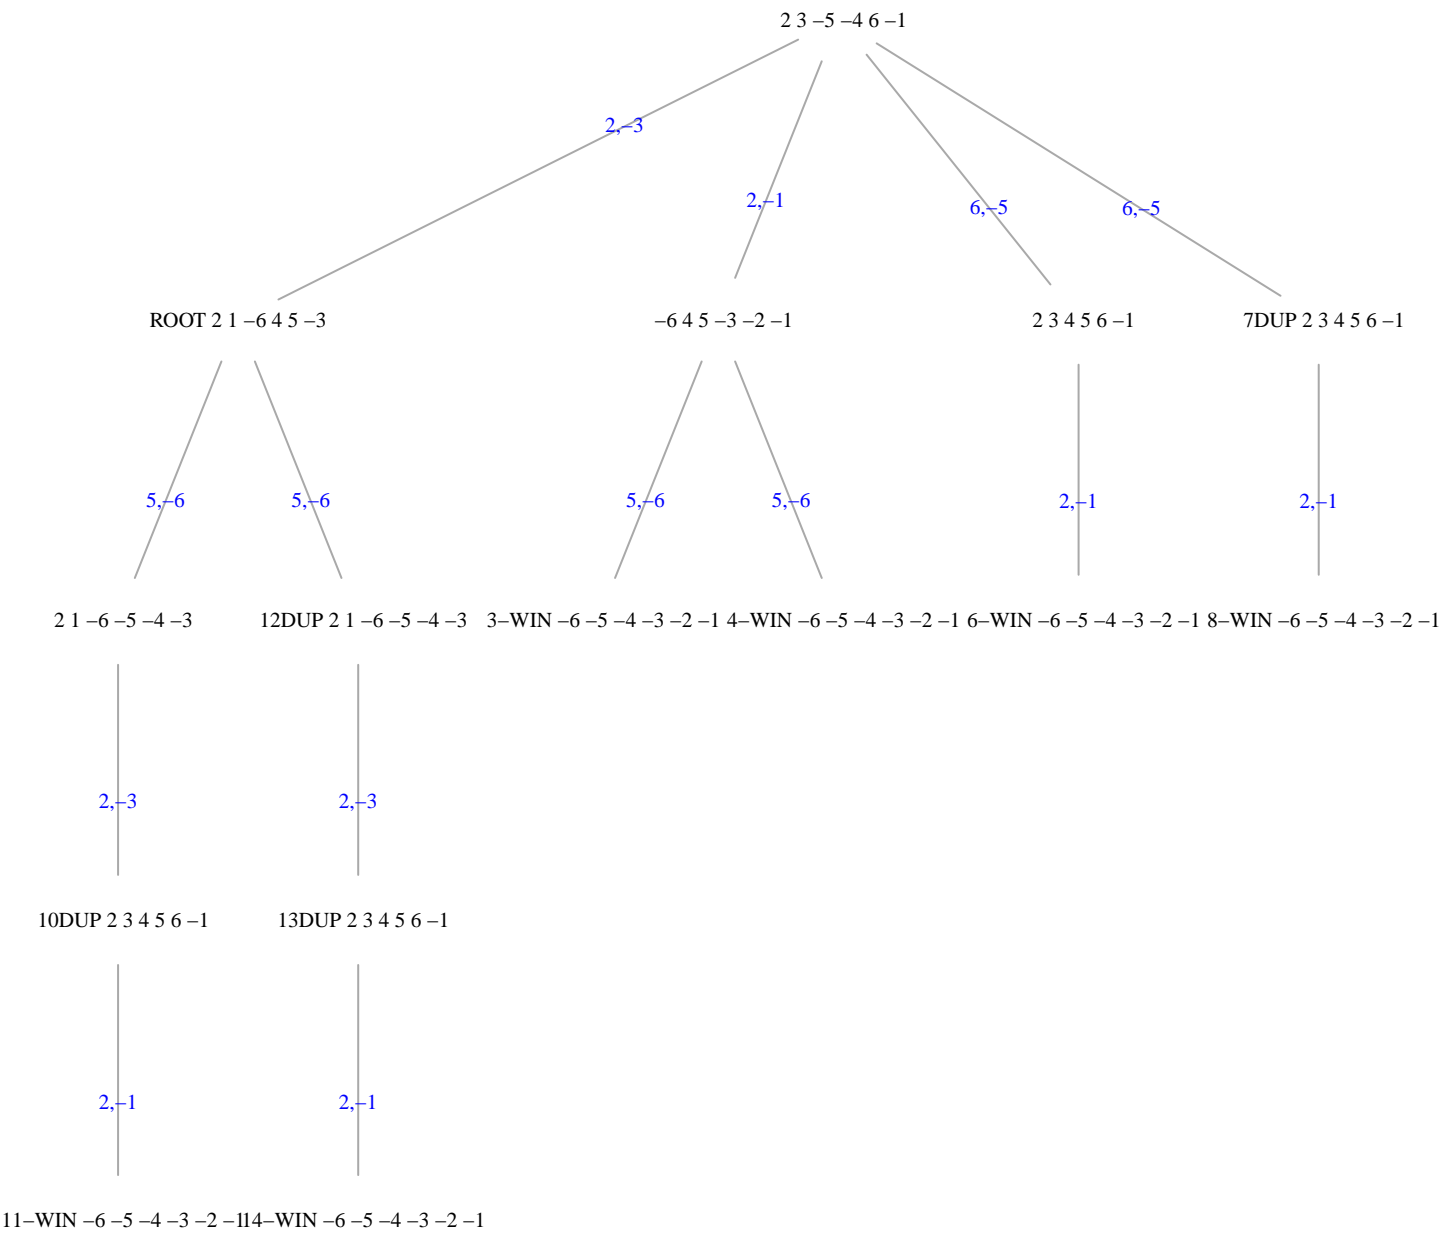 2 3 –5 –4 6 –1
2,–3
2,–1
6,–5
6,–5
ROOT 2 1 –6 4 5 –3
–6 4 5 –3 –2 –1
2 3 4 5 6 –1
7DUP 2 3 4 5 6 –1
5,–6
5,–6
5,–6
5,–6
2,–1
2,–1
2 1 –6 –5 –4 –3
12DUP 2 1 –6 –5 –4 –3
3–WIN –6 –5 –4 –3 –2 –1
4–WIN –6 –5 –4 –3 –2 –1
6–WIN –6 –5 –4 –3 –2 –1
8–WIN –6 –5 –4 –3 –2 –1
2,–3
2,–3
10DUP 2 3 4 5 6 –1
13DUP 2 3 4 5 6 –1
2,–1
2,–1
11–WIN –6 –5 –4 –3 –2 –1
14–WIN –6 –5 –4 –3 –2 –1